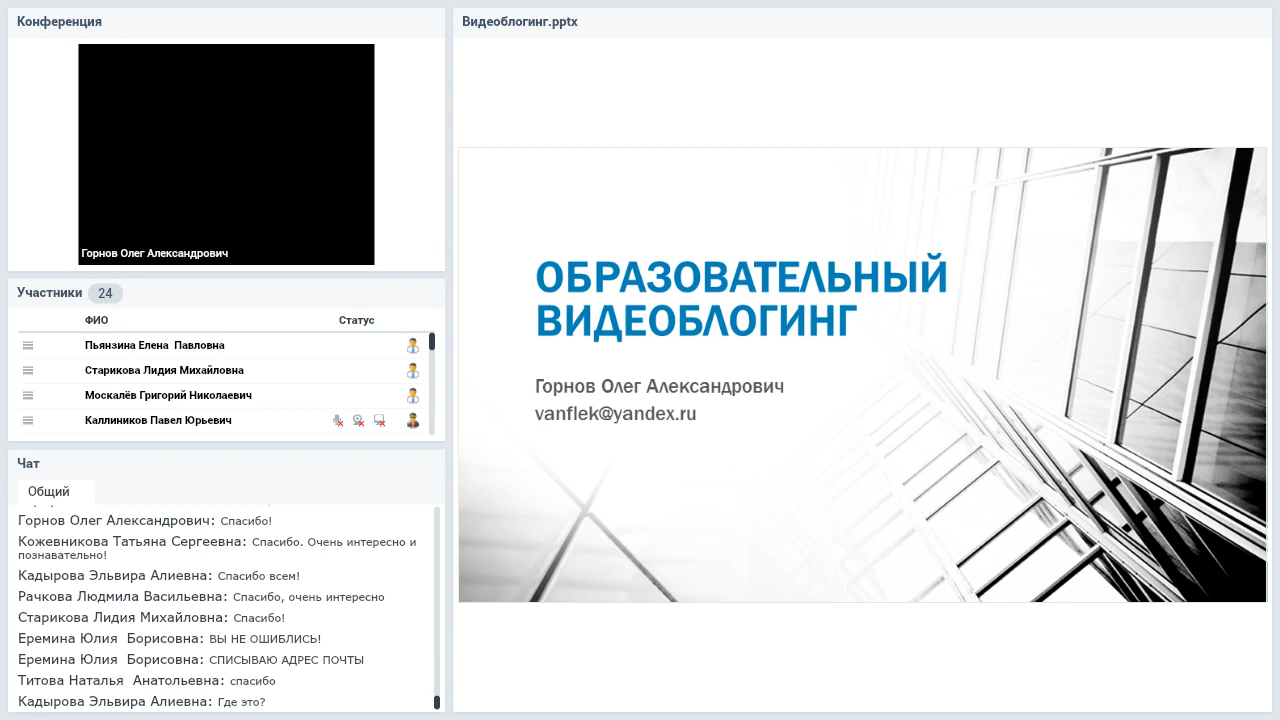 Конференция
Горнов Олег Александрович
Участники 24
ФИО Статус
Пьянзина Елена Павловна
Старикова Лидия Михайловна
Москалёв Григорий Николаевич
Каллиников Павел Юрьевич
Чат
Общий
Горнов Олег Александрович: Спасибо!
Кожевникова Татьяна Сергеевна: Спасибо. Очень интересно и
познавательно!
Кадырова Эльвира Алиевна: Спасибо всем!
Рачкова Людмила Васильевна: Спасибо, очень интересно
Старикова Лидия Михайловна: Спасибо!
Еремина Юлия Борисовна: ВЫ НЕ ОШИБЛИСЬ!
Еремина Юлия Борисовна: СПИСЫВАЮ АДРЕС ПОЧТЫ
Титова Наталья Анатольевна: спасибо
Кадырова Эльвира Алиевна: Где это?
Видеоблогинг.pptx
ОБРАЗОВАТЕЛЬНЫЙ
ВИДЕОБЛОГИНГ
Горнов Олег Александрович
vanflek@yandex.ru